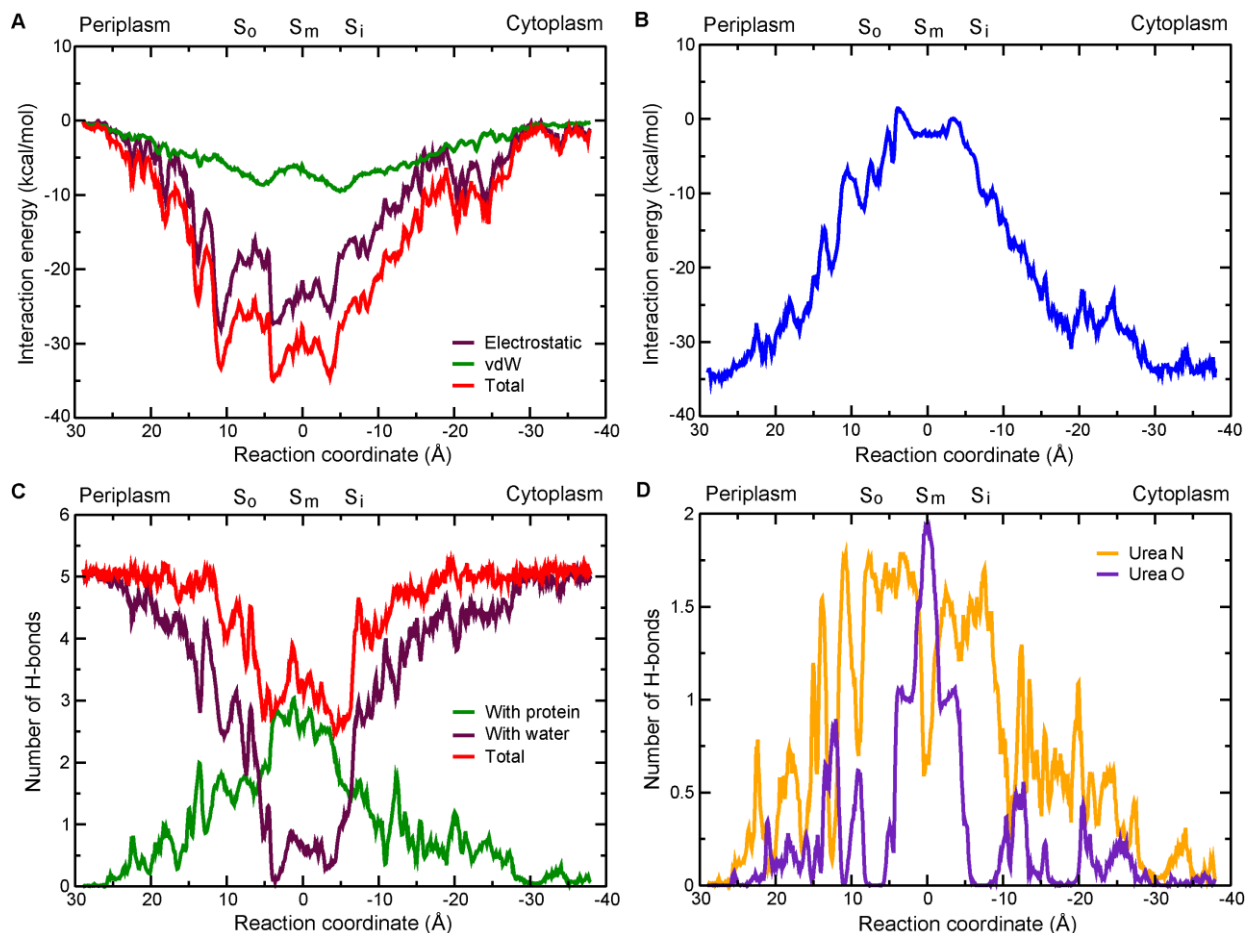 A
Periplasm So Sm Si Cytoplasm
10
0
-10
-20
-30
-40
Interaction energy (kcal/mol)
Electrostatic
vdW
Total
30 20 10 0 -10 -20 -30 -40
Reaction coordinate (Å)
B
Periplasm So Sm Si Cytoplasm
10
0
-10
-20
-30
-40
Interaction energy (kcal/mol)
30 20 10 0 -10 -20 -30 -40
Reaction coordinate (Å)
C
Periplasm So Sm Si Cytoplasm
6
5
4
3
2
1
0
Number of H-bonds
With protein
With water
Total
30 20 10 0 -10 -20 -30 -40
Reaction coordinate (Å)
D
Periplasm So Sm Si Cytoplasm
2
1.5
1
0.5
0
Number of H-bonds
Urea N
Urea O
30 20 10 0 -10 -20 -30 -40
Reaction coordinate (Å)